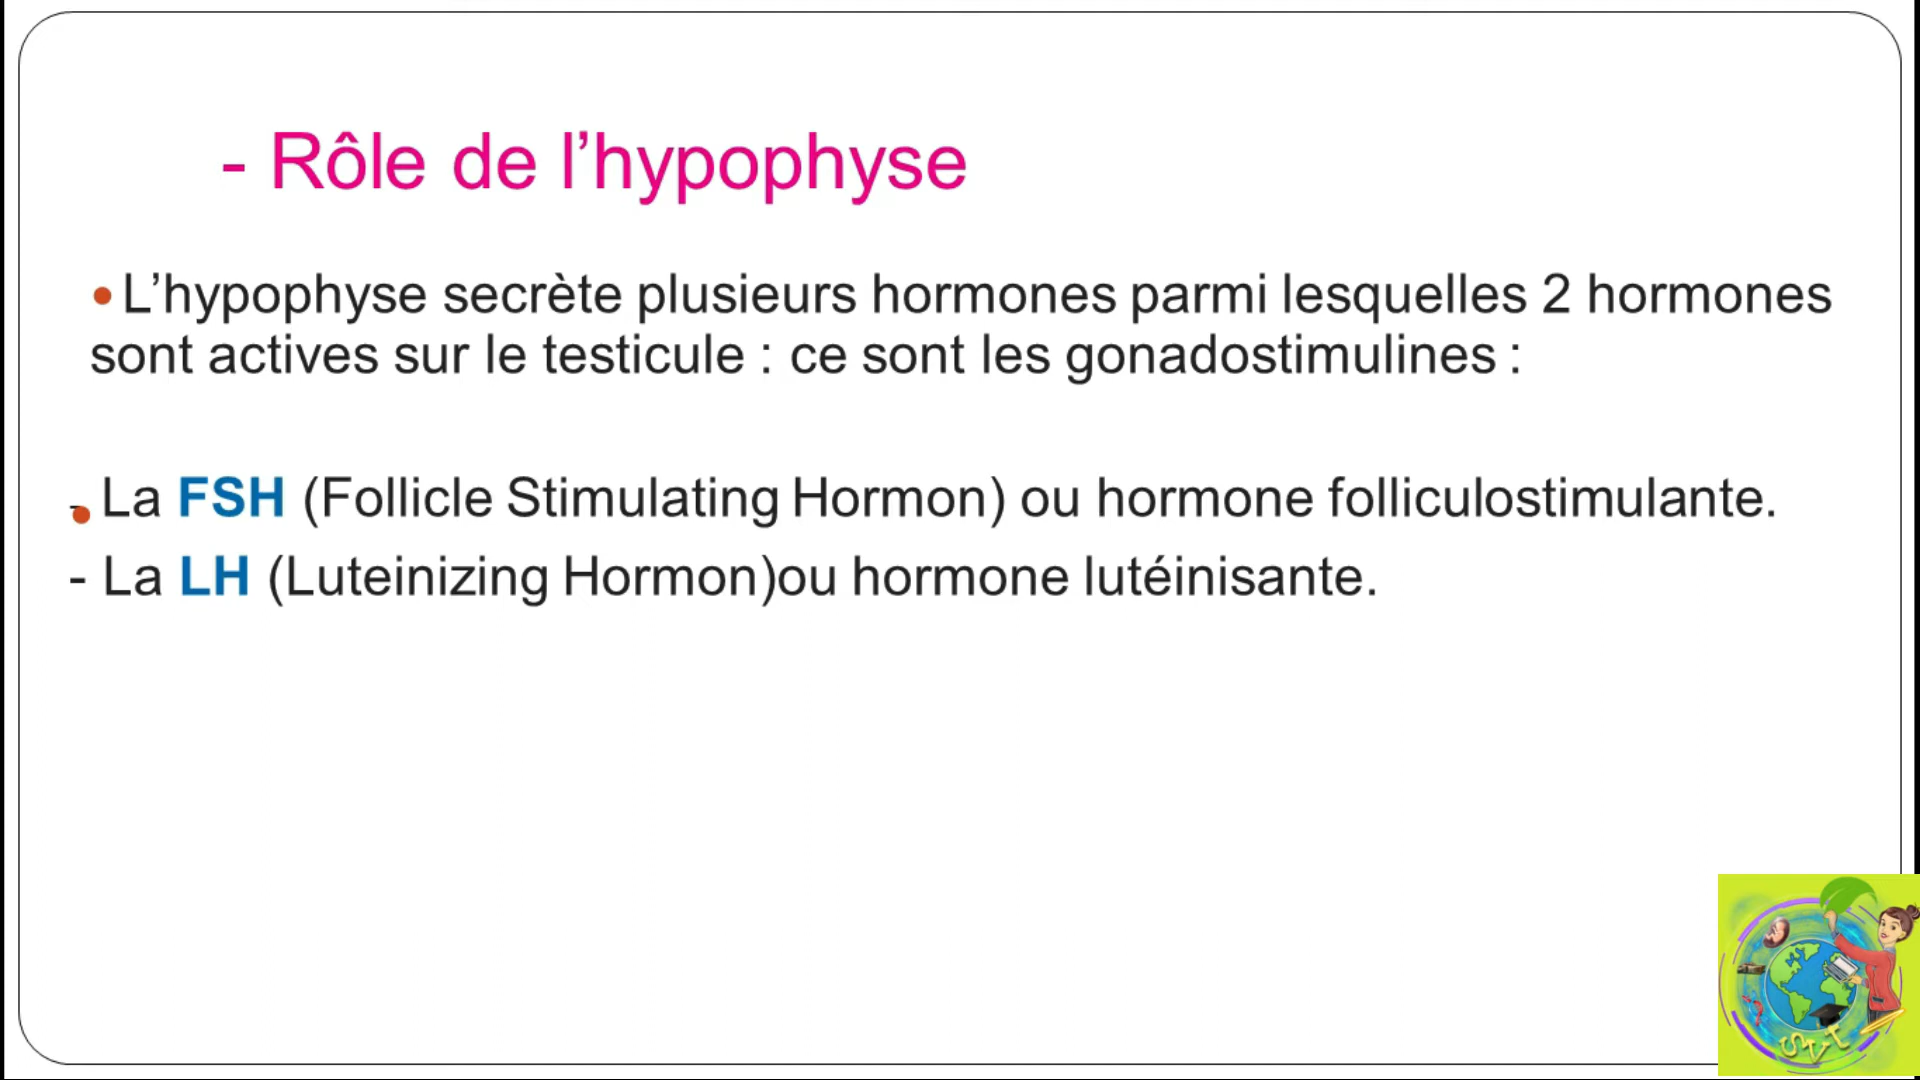 - Rôle de l’hypophyse
• L’hypophyse secrète plusieurs hormones parmi lesquelles 2 hormones
sont actives sur le testicule : ce sont les gonadostimulines :
- La FSH (Follicle Stimulating Hormon) ou hormone folliculostimulante.
- La LH (Luteinizing Hormon)ou hormone lutéinisante.
SVT